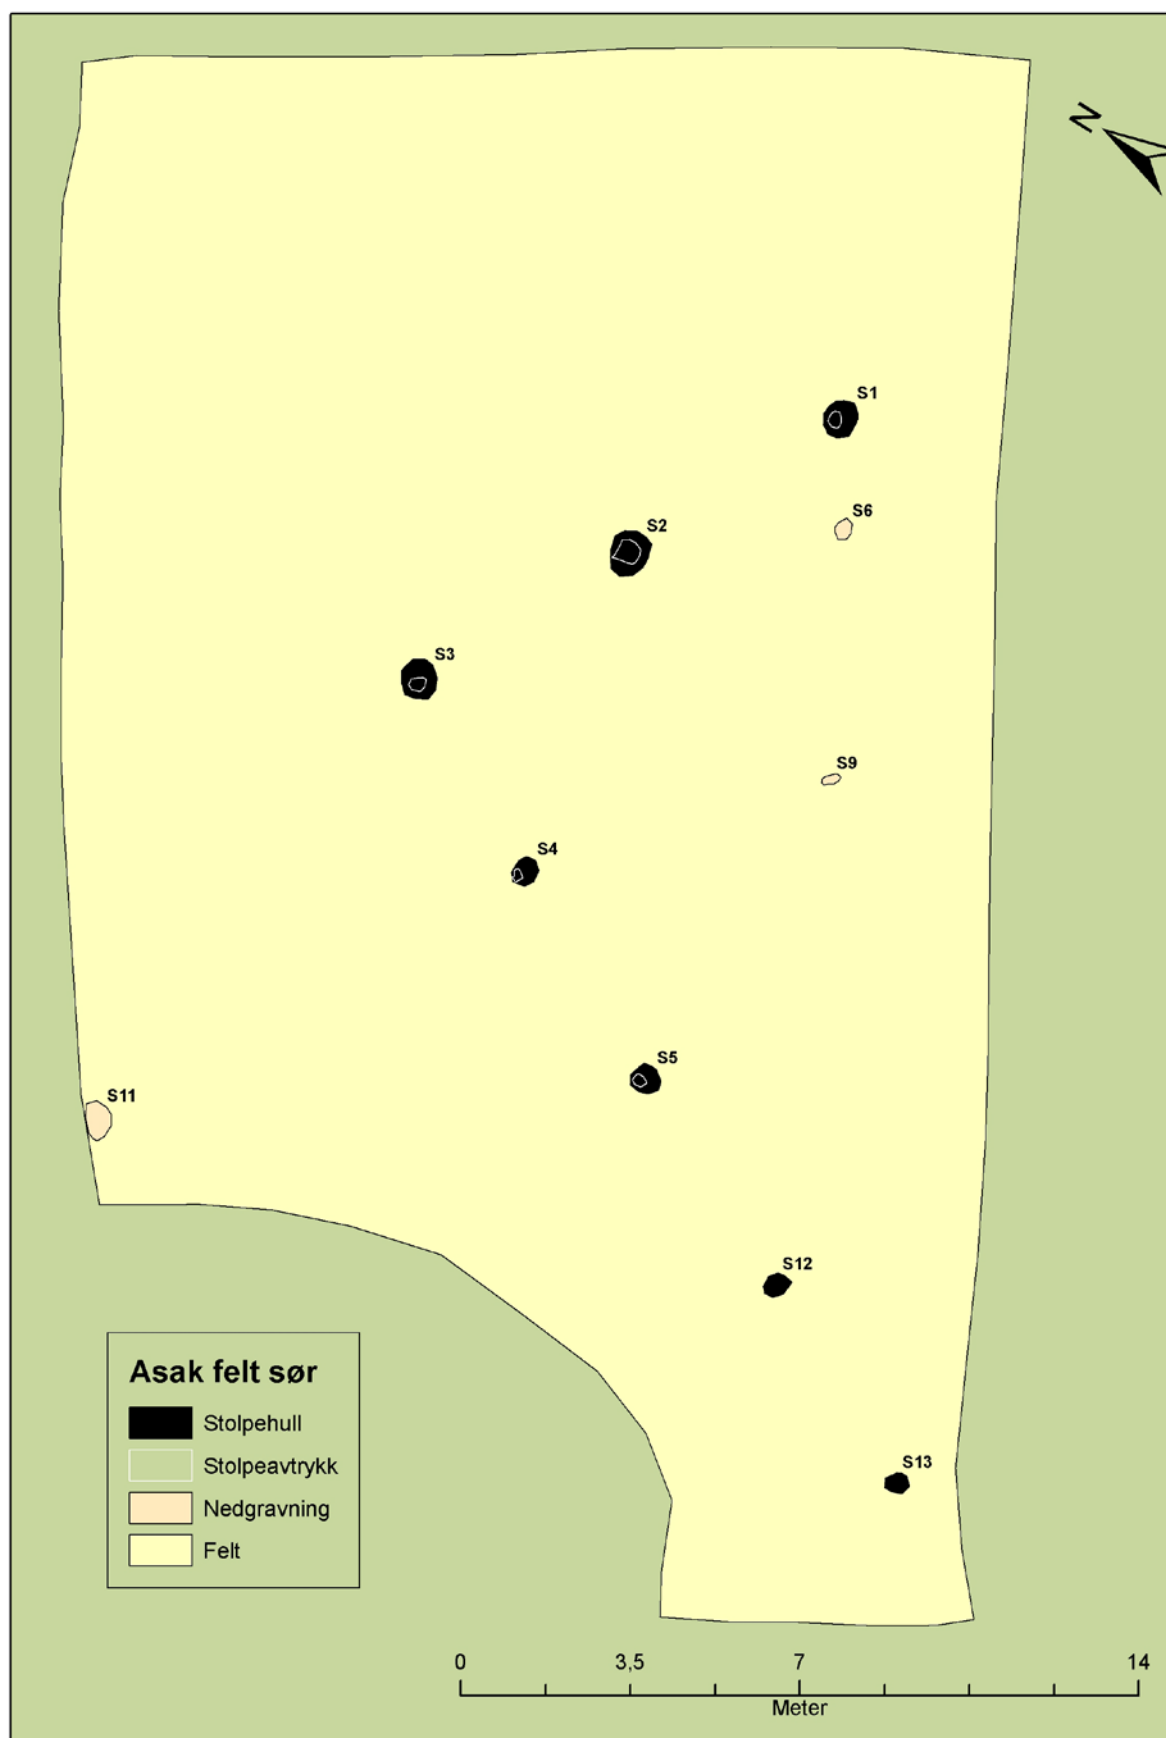 N
S1
S6
S2
S3
S9
S4
S5
S11
S12
S13
Asak felt sør
Stolpehull
Stolpeavtrykk
Nedgravning
Felt
0 3,5 7 14
Meter